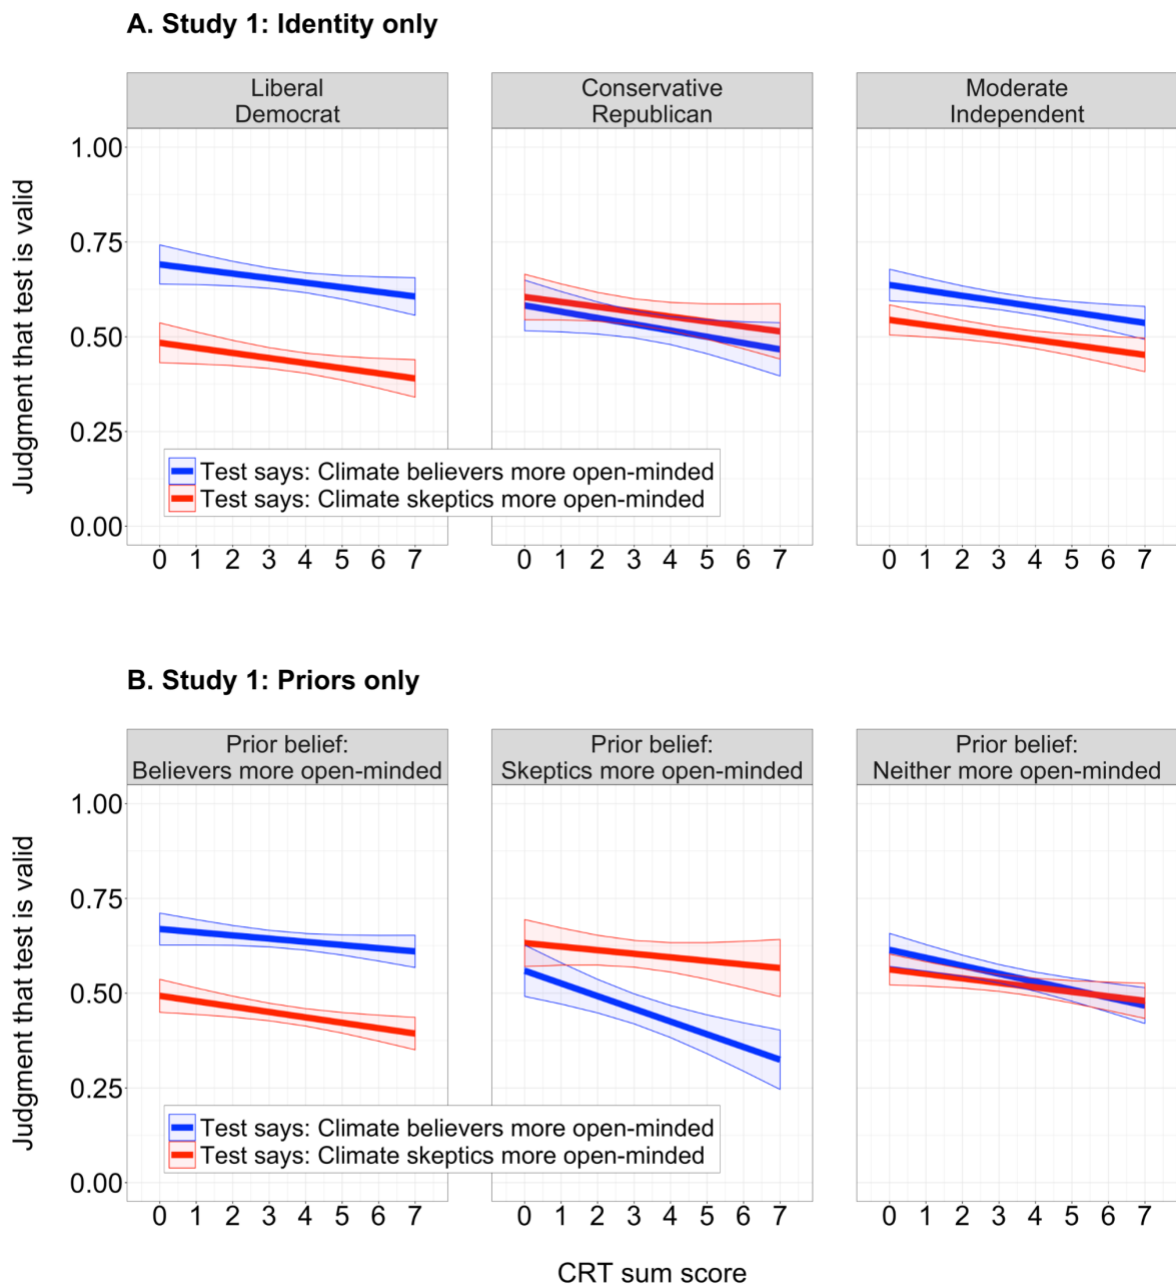 A. Study 1: Identity only
Liberal
Democrat
Conservative
Republican
Moderate
Independent
Judgment that test is valid
1.00
0.75
0.50
0.25
0.00
Test says: Climate believers more open-minded
Test says: Climate skeptics more open-minded
0 1 2 3 4 5 6 7
0 1 2 3 4 5 6 7
0 1 2 3 4 5 6 7
B. Study 1: Priors only
Prior belief:
Believers more open-minded
Prior belief:
Skeptics more open-minded
Prior belief:
Neither more open-minded
Judgment that test is valid
1.00
0.75
0.50
0.25
0.00
Test says: Climate believers more open-minded
Test says: Climate skeptics more open-minded
0 1 2 3 4 5 6 7
0 1 2 3 4 5 6 7
0 1 2 3 4 5 6 7
CRT sum score